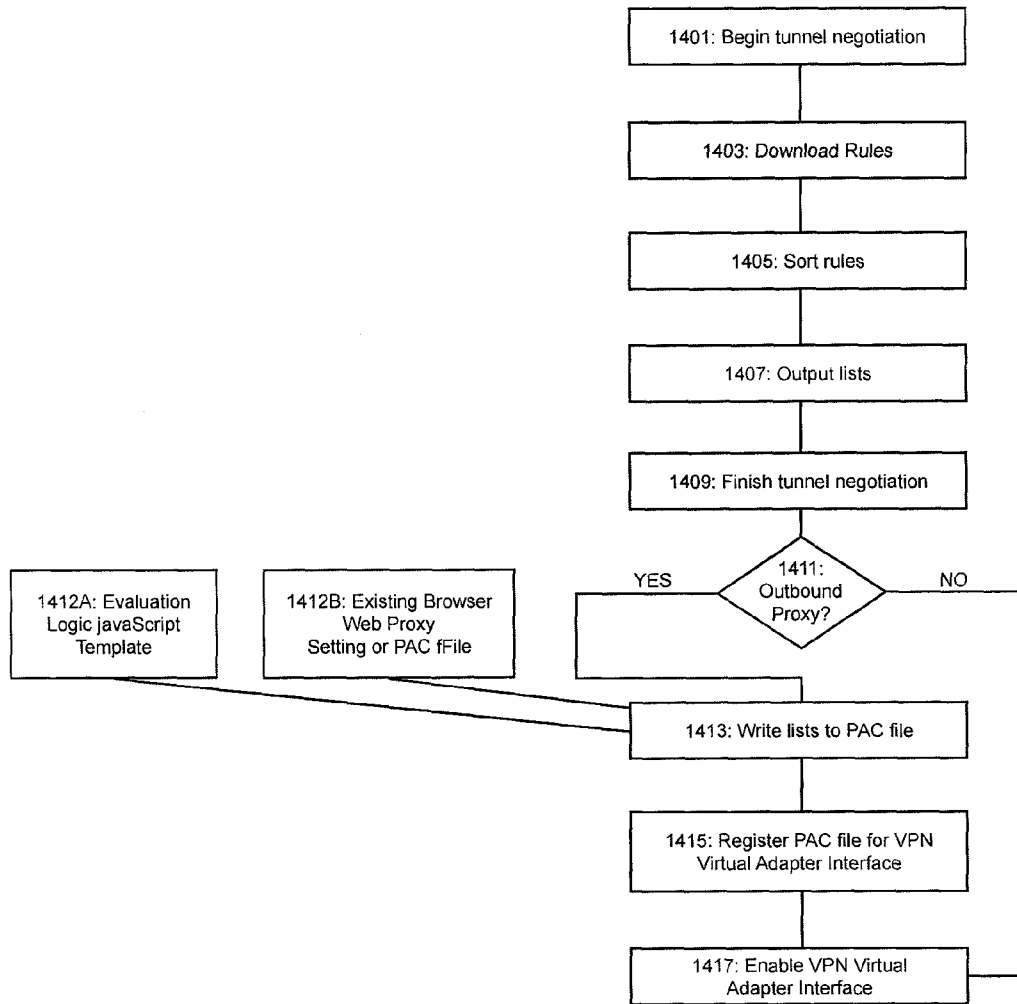 1401: Begin tunnel negotiation
1403: Download Rules
1405: Sort rules
1407: Output lists
1409: Finish tunnel negotiation
1411:
Outbound
Proxy?
YES
NO
1412A: Evaluation
Logic javaScript
Template
1412B: Existing Browser
Web Proxy
Setting or PAC fFile
1413: Write lists to PAC file
1415: Register PAC file for VPN
Virtual Adapter Interface
1417: Enable VPN Virtual
Adapter Interface